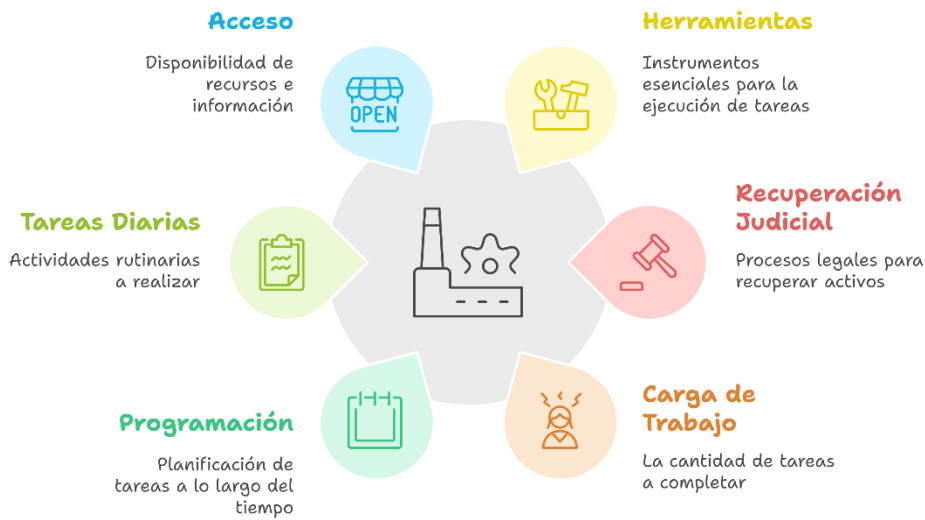 Acceso
Disponibilidad de
recursos e
información
OPEN
Herramientas
Instrumentos
esenciales para la
ejecución de tareas
Tareas Diarias
Actividades rutinarias
a realizar
Recuperación
Judicial
Procesos legales para
recuperar activos
Programación
Planificación de
tareas a lo largo del
tiempo
Carga de
Trabajo
La cantidad de tareas
a completar